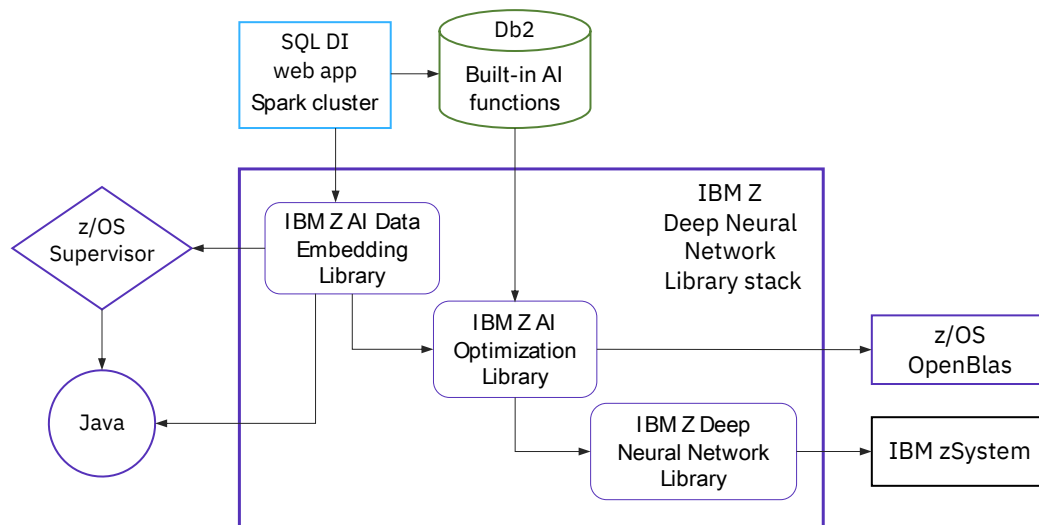 SQL DI
web app
Spark cluster
Db2
Built-in AI
functions
IBM Z
Deep Neural
Network
Library stack
z/OS
Supervisor
IBM Z AI Data
Embedding
Library
IBM Z AI
Optimization
Library
z/OS
OpenBlas
Java
IBM Z Deep
Neural Network
Library
IBM zSystem